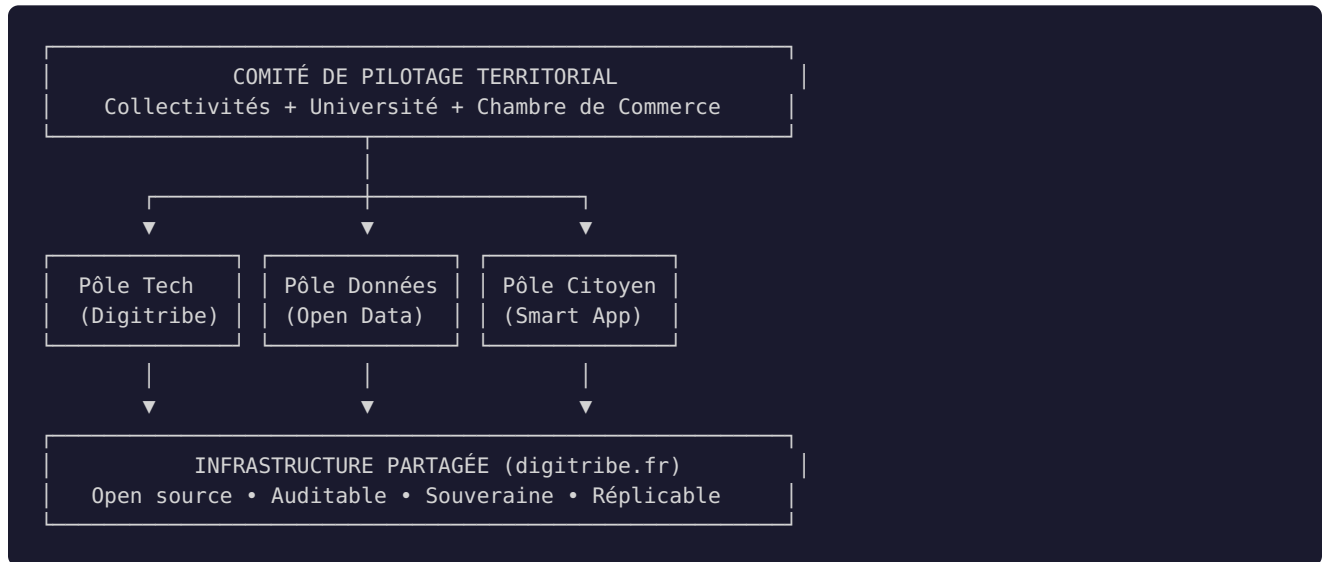 COMITÉ DE PILOTAGE TERRITORIAL
Collectivités + Université + Chambre de Commerce
Pôle Tech
(Digitribe)
Pôle Données
(Open Data)
Pôle Citoyen
(Smart App)
INFRASTRUCTURE PARTAGÉE (digitribe.fr)
Open source • Auditable • Souveraine • Réplicable